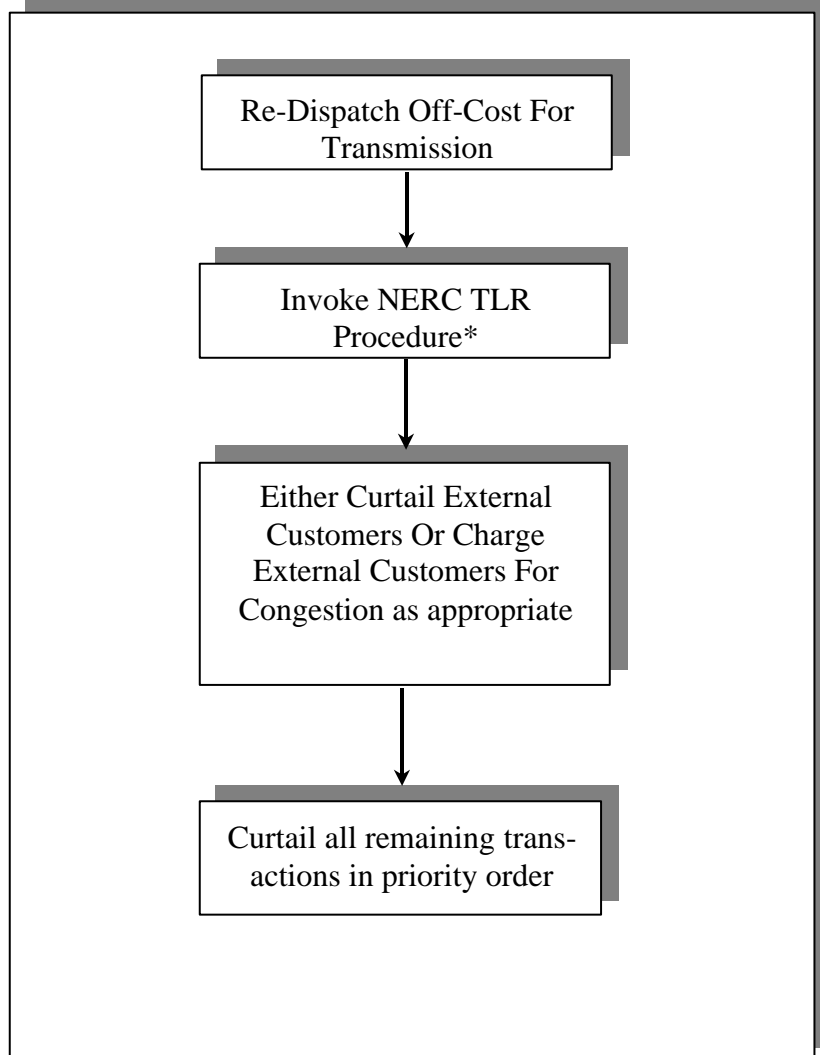 Re-Dispatch Off-Cost For
Transmission
Invoke NERC TLR
Procedure*
Either Curtail External
Customers Or Charge
External Customers For
Congestion as appropriate
Curtail all remaining trans-
actions in priority order